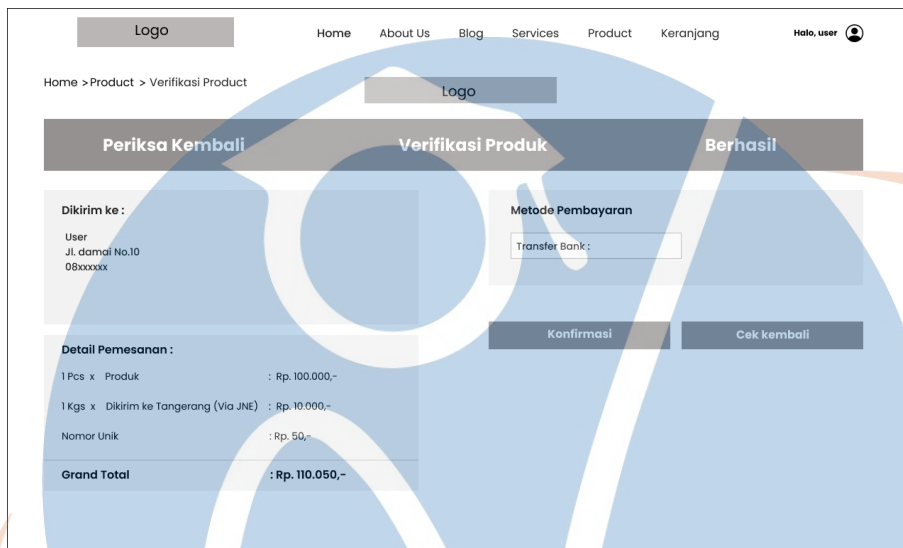 Logo
Home About Us Blog Services Product Keranjang Halo, user
Home > Product > Verifikasi Product
Logo
Periksa Kembali Verifikasi Produk Berhasil
Dikirim ke :
User
Jl. damai No.10
08xxxxxx
Metode Pembayaran
Transfer Bank :
Konfirmasi Cek kembali
Detail Pemesanan :
1 Pcs x Produk : Rp. 100.000,-
1 Kgs x Dikirim ke Tangerang (Via JNE) : Rp. 10.000,-
Nomor Unik : Rp. 50,-
Grand Total : Rp. 110.050,-